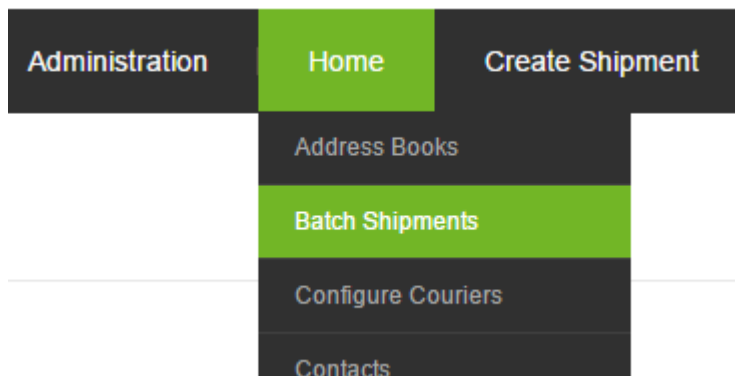 Administration Home Create Shipment
Address Books
Batch Shipments
Configure Couriers
Contacts